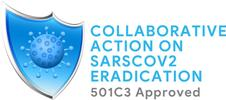 COLLABORATIVE
ACTION ON
SARSCOV2
ERADICATION
501C3 Approved